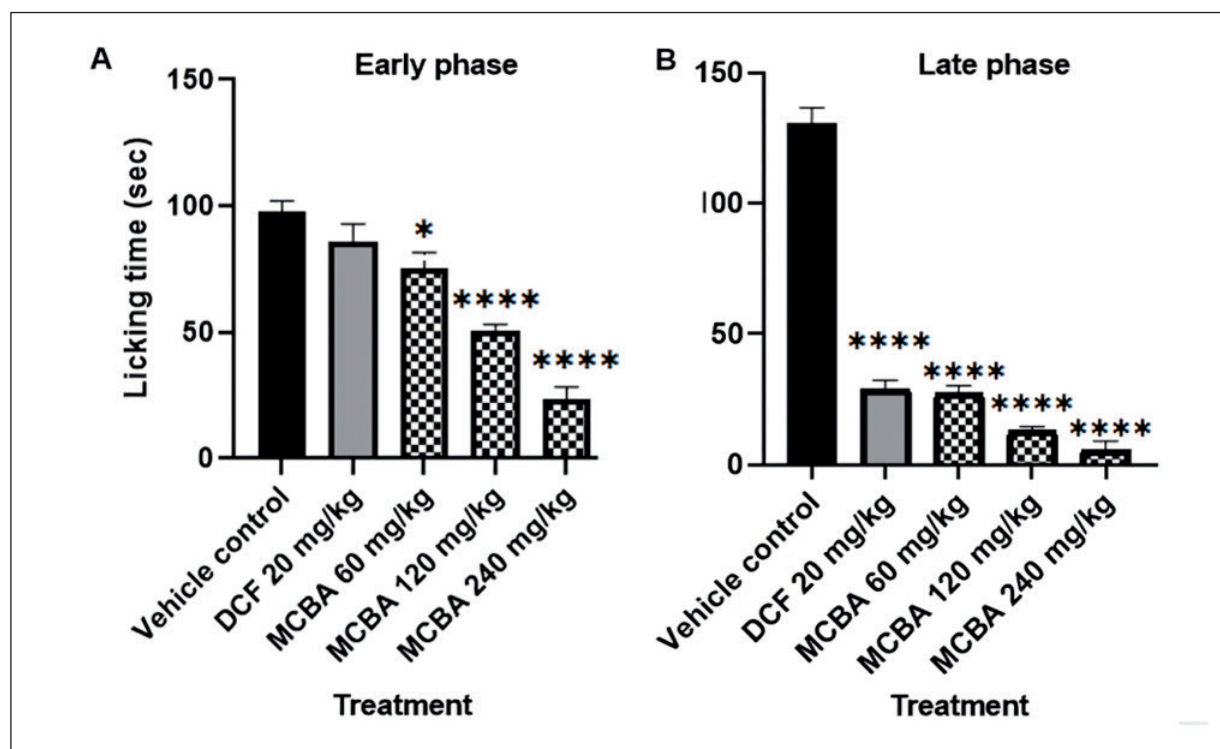 A
Early phase
150
100
50
0
Licking time (sec)
*
****
****
Vehicle control
DCF 20 mg/kg
MCBA 60 mg/kg
MCBA 120 mg/kg
MCBA 240 mg/kg
Treatment
B
Late phase
150
100
50
0
****
****
****
****
Vehicle control
DCF 20 mg/kg
MCBA 60 mg/kg
MCBA 120 mg/kg
MCBA 240 mg/kg
Treatment